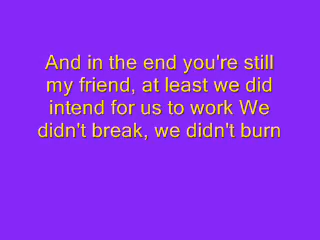 And in the end you're still
my friend, at least we did
intend for us to work We
didn't break, we didn't burn